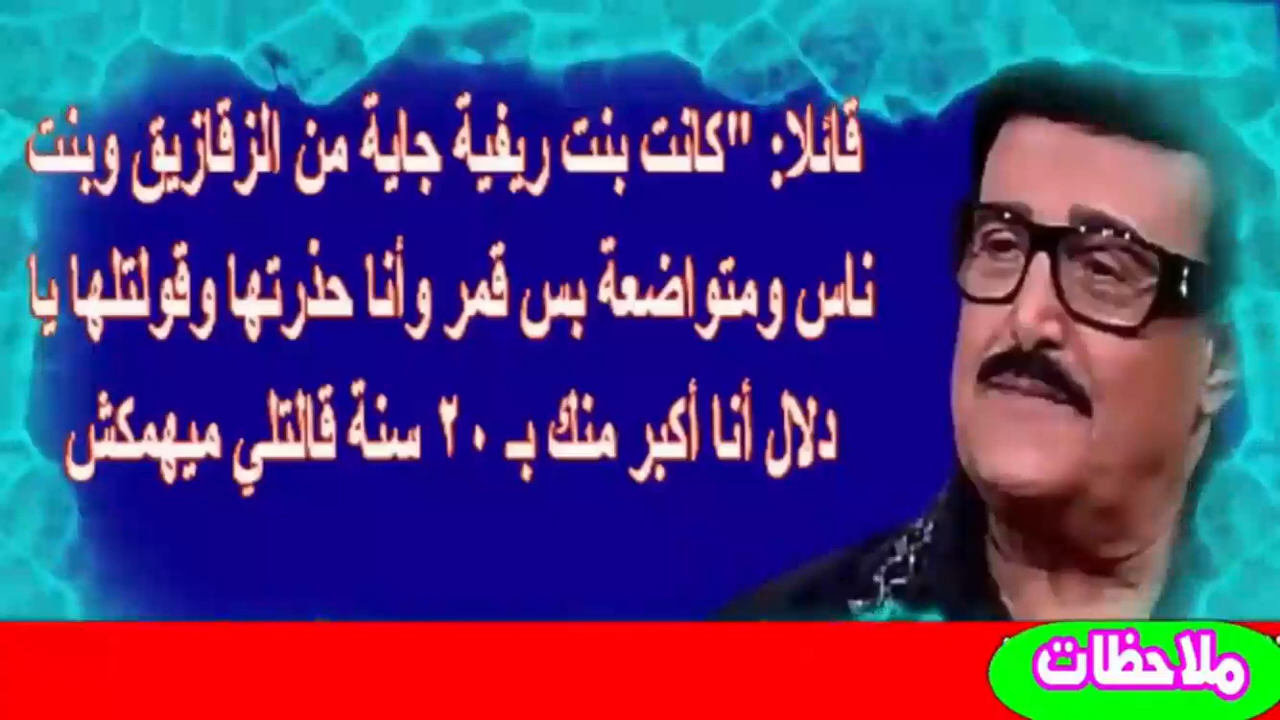 قائلا: "كانت بنت ريفية جاية من الزقازيق وبنت
ناس ومتواضعة بس قمر وأنا حذرتها وقولتلها يا
دلال أنا أكبر منك بـ ٢٠ سنة قالتلي ميهمكش
ملاحظات